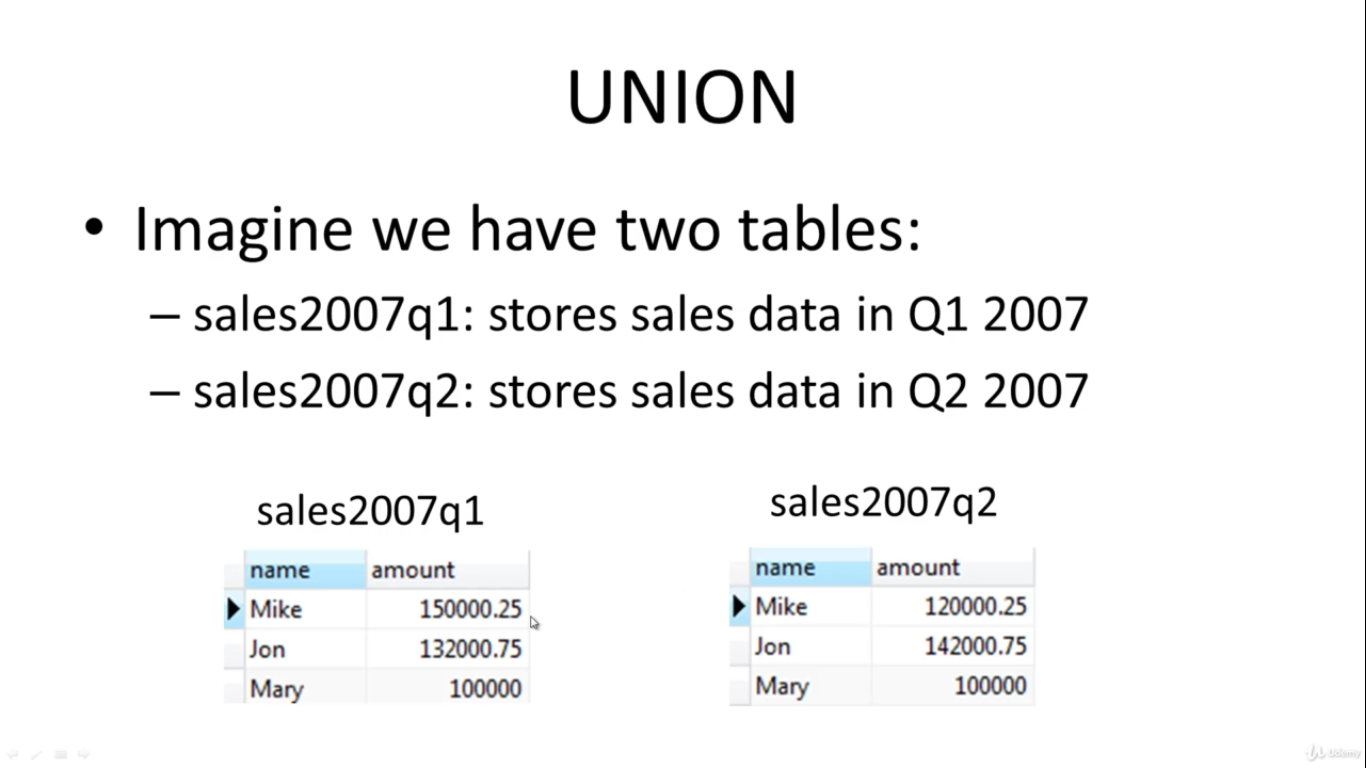 UNION
• Imagine we have two tables:
– sales2007q1: stores sales data in Q1 2007
– sales2007q2: stores sales data in Q2 2007
sales2007q1
name amount
Mike 150000.25
Jon 132000.75
Mary 100000
sales2007q2
name amount
Mike 120000.25
Jon 142000.75
Mary 100000
Udemy